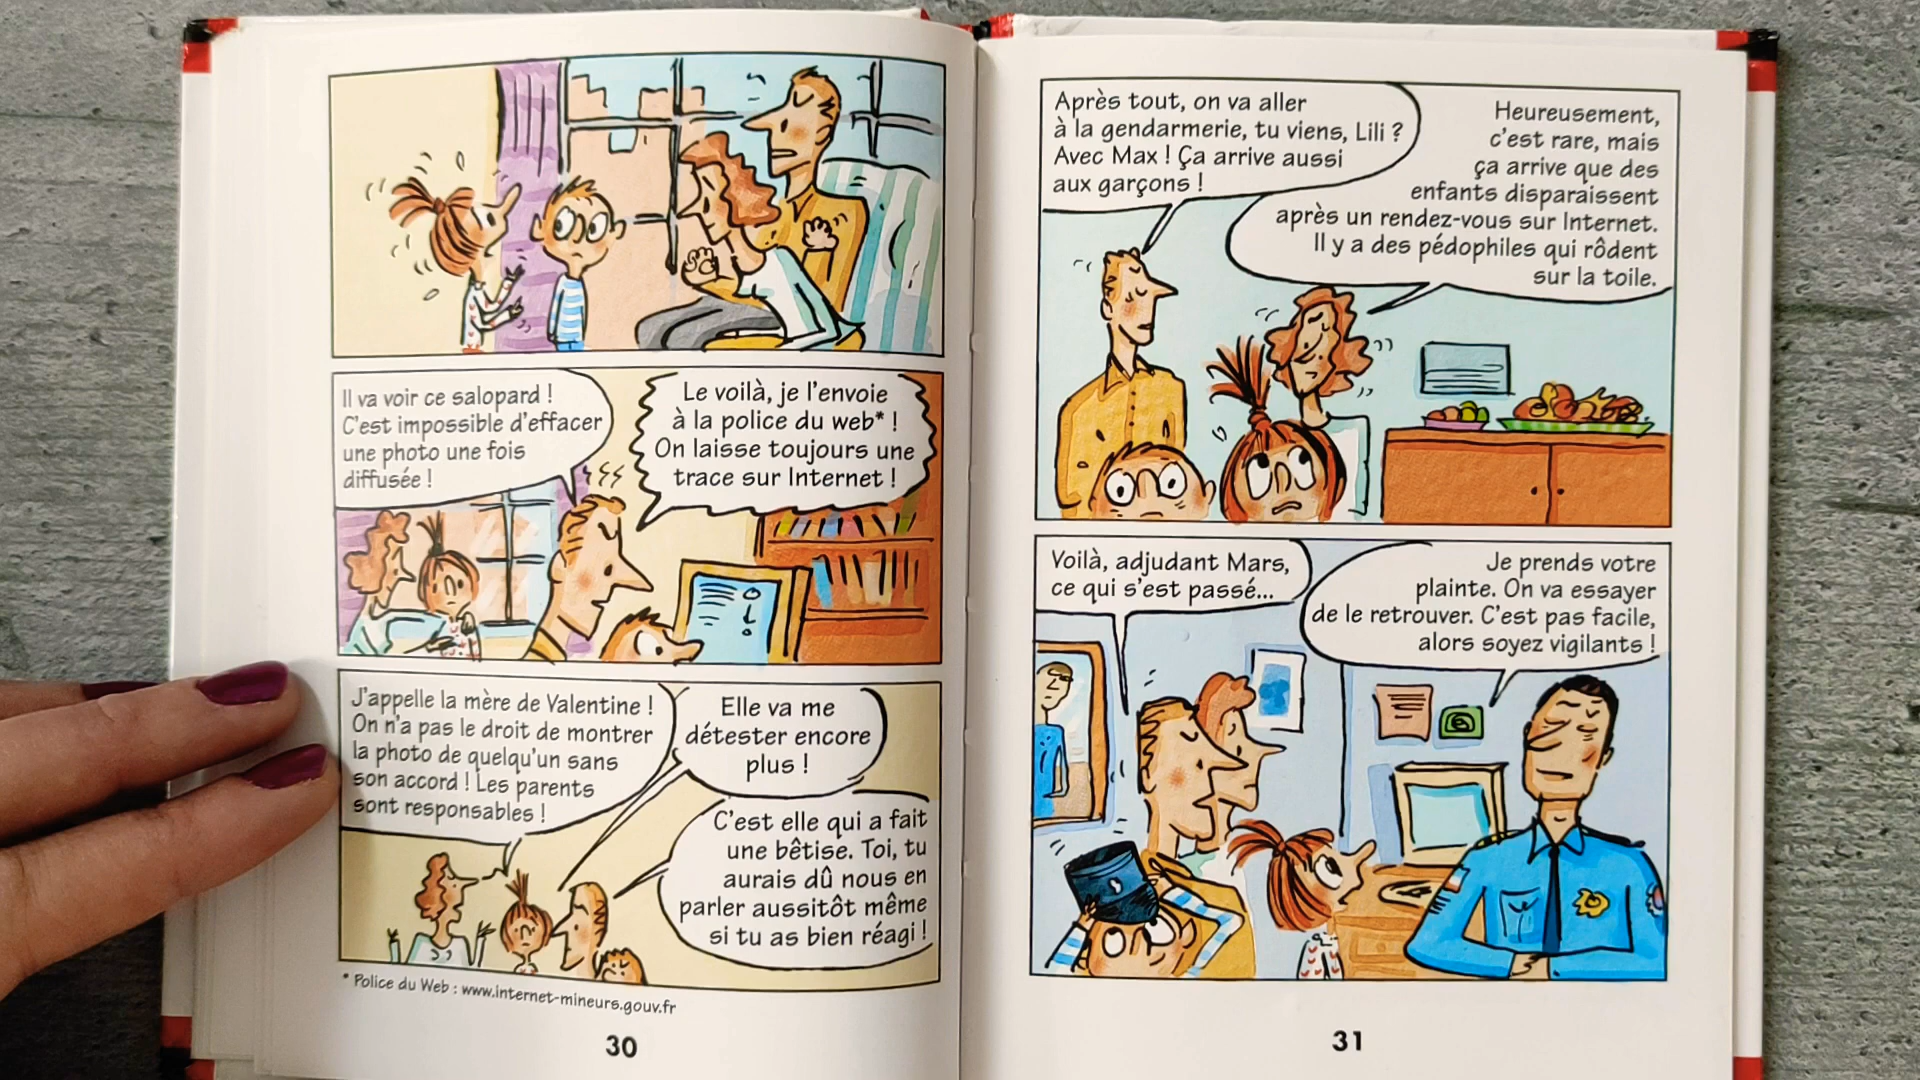 Il va voir ce salopard !
C'est impossible d'effacer
une photo une fois
diffusée !
Le voilà, je l'envoie
à la police du web* !
On laisse toujours une
trace sur Internet !
J'appelle la mère de Valentine !
On n'a pas le droit de montrer
la photo de quelqu'un sans
son accord ! Les parents
sont responsables !
Elle va me
détester encore
plus !
C'est elle qui a fait
une bêtise. Toi, tu
aurais dû nous en
parler aussitôt même
si tu as bien réagi !
* Police du Web : www.internet-mineurs.gouv.fr
30
Après tout, on va aller
à la gendarmerie, tu viens, Lili ?
Avec Max ! Ça arrive aussi
aux garçons !
Heureusement,
c'est rare, mais
ça arrive que des
enfants disparaissent
après un rendez-vous sur Internet.
Il y a des pédophiles qui rôdent
sur la toile.
Voilà, adjudant Mars,
ce qui s'est passé...
Je prends votre
plainte. On va essayer
de le retrouver. C'est pas facile,
alors soyez vigilants !
31